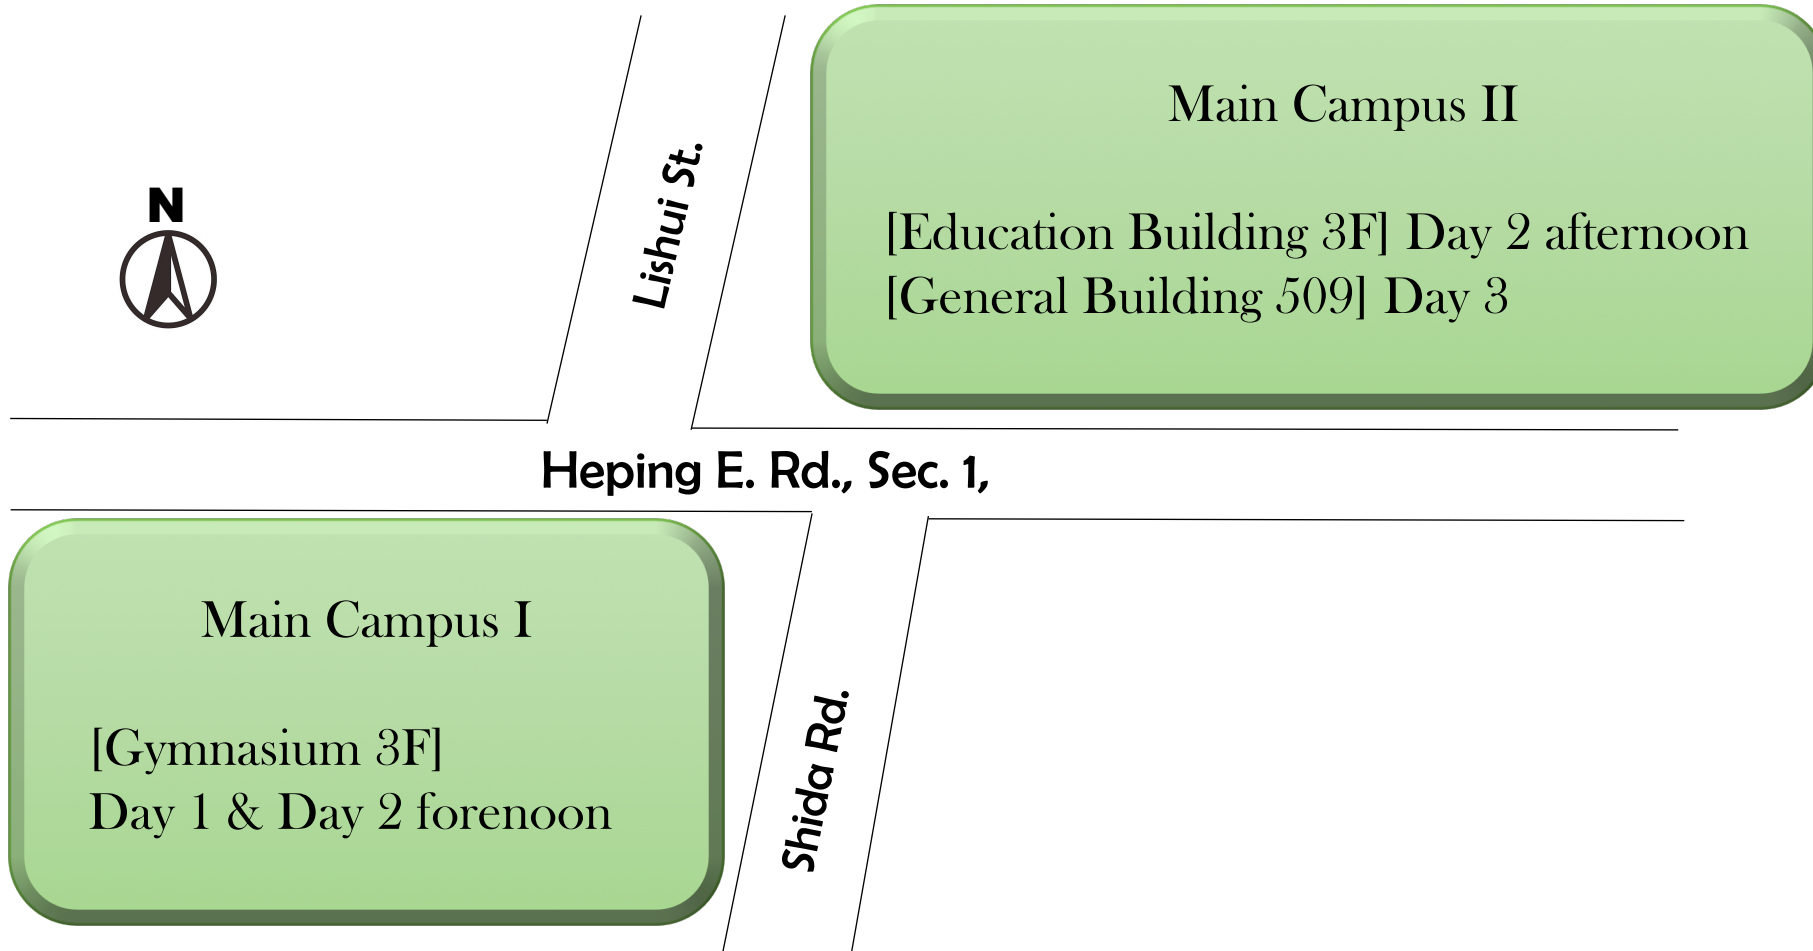 Main Campus II
[Education Building 3F] Day 2 afternoon
[General Building 509] Day 3
Lishui St.
N
Heping E. Rd., Sec. 1,
Main Campus I
[Gymnasium 3F]
Day 1 & Day 2 forenoon
Shida Rd.